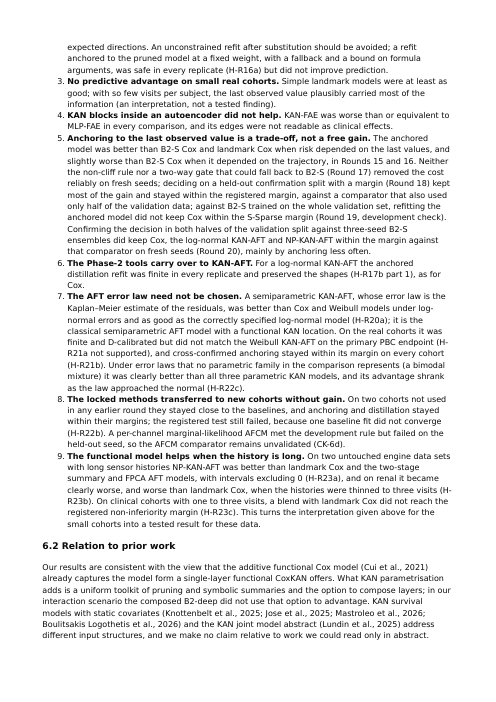 expected directions. An unconstrained refit after substitution should be avoided; a refit
anchored to the pruned model at a fixed weight, with a fallback and a bound on formula
arguments, was safe in every replicate (H-R16a) but did not improve prediction.
3. No predictive advantage on small real cohorts. Simple landmark models were at least as
good; with so few visits per subject, the last observed value plausibly carried most of the
information (an interpretation, not a tested finding).
4. KAN blocks inside an autoencoder did not help. KAN-FAE was worse than or equivalent to
MLP-FAE in every comparison, and its edges were not readable as clinical effects.
5. Anchoring to the last observed value is a trade-off, not a free gain. The anchored
model was better than B2-S Cox and landmark Cox when risk depended on the last values, and
slightly worse than B2-S Cox when it depended on the trajectory, in Rounds 15 and 16. Neither
the non-cliff rule nor a two-way gate that could fall back to B2-S (Round 17) removed the cost
reliably on fresh seeds; deciding on a held-out confirmation split with a margin (Round 18) kept
most of the gain and stayed within the registered margin, against a comparator that also used
only half of the validation data; against B2-S trained on the whole validation set, refitting the
anchored model did not keep Cox within the S-Sparse margin (Round 19, development check).
Confirming the decision in both halves of the validation split against three-seed B2-S
ensembles did keep Cox, the log-normal KAN-AFT and NP-KAN-AFT within the margin against
that comparator on fresh seeds (Round 20), mainly by anchoring less often.
6. The Phase-2 tools carry over to KAN-AFT. For a log-normal KAN-AFT the anchored
distillation refit was finite in every replicate and preserved the shapes (H-R17b part 1), as for
Cox.
7. The AFT error law need not be chosen. A semiparametric KAN-AFT, whose error law is the
Kaplan–Meier estimate of the residuals, was better than Cox and Weibull models under log-
normal errors and as good as the correctly specified log-normal model (H-R20a); it is the
classical semiparametric AFT model with a functional KAN location. On the real cohorts it was
finite and D-calibrated but did not match the Weibull KAN-AFT on the primary PBC endpoint (H-
R21a not supported), and cross-confirmed anchoring stayed within its margin on every cohort
(H-R21b). Under error laws that no parametric family in the comparison represents (a bimodal
mixture) it was clearly better than all three parametric KAN models, and its advantage shrank
as the law approached the normal (H-R22c).
8. The locked methods transferred to new cohorts without gain. On two cohorts not used
in any earlier round they stayed close to the baselines, and anchoring and distillation stayed
within their margins; the registered test still failed, because one baseline fit did not converge
(H-R22b). A per-channel marginal-likelihood AFCM met the development rule but failed on the
held-out seed, so the AFCM comparator remains unvalidated (CK-6d).
9. The functional model helps when the history is long. On two untouched engine data sets
with long sensor histories NP-KAN-AFT was better than landmark Cox and the two-stage
summary and FPCA AFT models, with intervals excluding 0 (H-R23a), and on renal it became
clearly worse, and worse than landmark Cox, when the histories were thinned to three visits (H-
R23b). On clinical cohorts with one to three visits, a blend with landmark Cox did not reach the
registered non-inferiority margin (H-R23c). This turns the interpretation given above for the
small cohorts into a tested result for these data.
6.2 Relation to prior work
Our results are consistent with the view that the additive functional Cox model (Cui et al., 2021)
already captures the model form a single-layer functional CoxKAN offers. What KAN parametrisation
adds is a uniform toolkit of pruning and symbolic summaries and the option to compose layers; in our
interaction scenario the composed B2-deep did not use that option to advantage. KAN survival
models with static covariates (Knottenbelt et al., 2025; Jose et al., 2025; Mastroleo et al., 2026;
Boulitsakis Logothetis et al., 2026) and the KAN joint model abstract (Lundin et al., 2025) address
different input structures, and we make no claim relative to work we could read only in abstract.